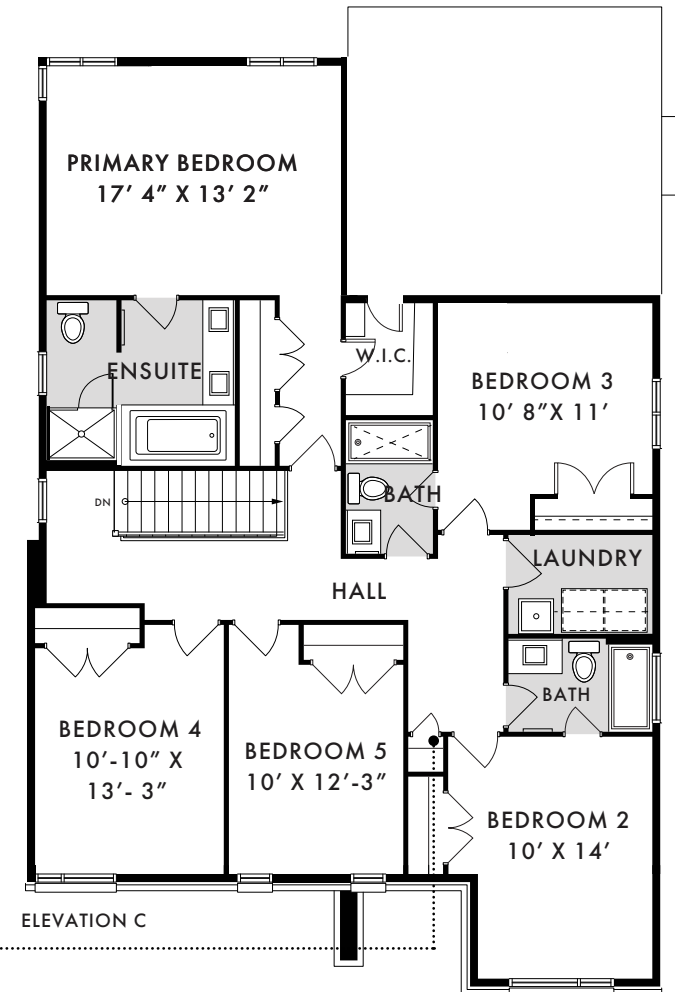 PRIMARY BEDROOM
17’ 4” X 13’ 2”
ENSUITE
W.I.C.
BEDROOM 3
10’ 8”X 11’
BATH
DN
LAUNDRY
HALL
BATH
BEDROOM 4
10’-10” X
13’- 3”
BEDROOM 5
10’ X 12’-3”
BEDROOM 2
10’ X 14’
ELEVATION C